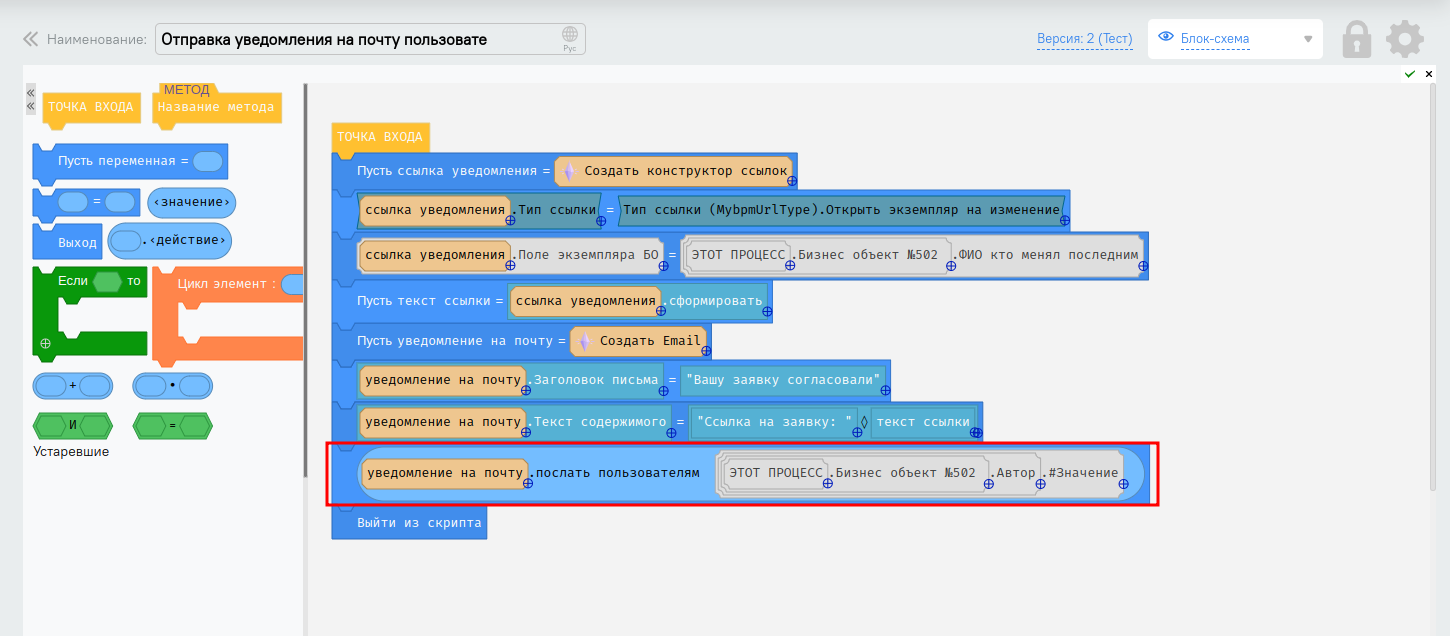 Наименование: Отправка уведомления на почту пользовате Рус Версия: 2 (Тест) Блок-схема
ТОЧКА ВХОДА
МЕТОД
Название метода
Пусть переменная =
= ‹значение›
Выход .‹действие›
Если то
Цикл элемент :
+ •
И =
Устаревшие
ТОЧКА ВХОДА
Пусть ссылка уведомления = Создать конструктор ссылок
ссылка уведомления.Тип ссылки = Тип ссылки (MybpmUrlType).Открыть экземпляр на изменение
ссылка уведомления.Поле экземпляра БО = ЭТОТ ПРОЦЕСС.Бизнес объект №502 .ФИО кто менял последним
Пусть текст ссылки = ссылка уведомления.сформировать
Пусть уведомление на почту = Создать Email
уведомление на почту.Заголовок письма = "Вашу заявку согласовали"
уведомление на почту.Текст содержимого = "Ссылка на заявку: " ◊ текст ссылки
уведомление на почту.послать пользователям ЭТОТ ПРОЦЕСС.Бизнес объект №502 .Автор.#Значение
Выйти из скрипта